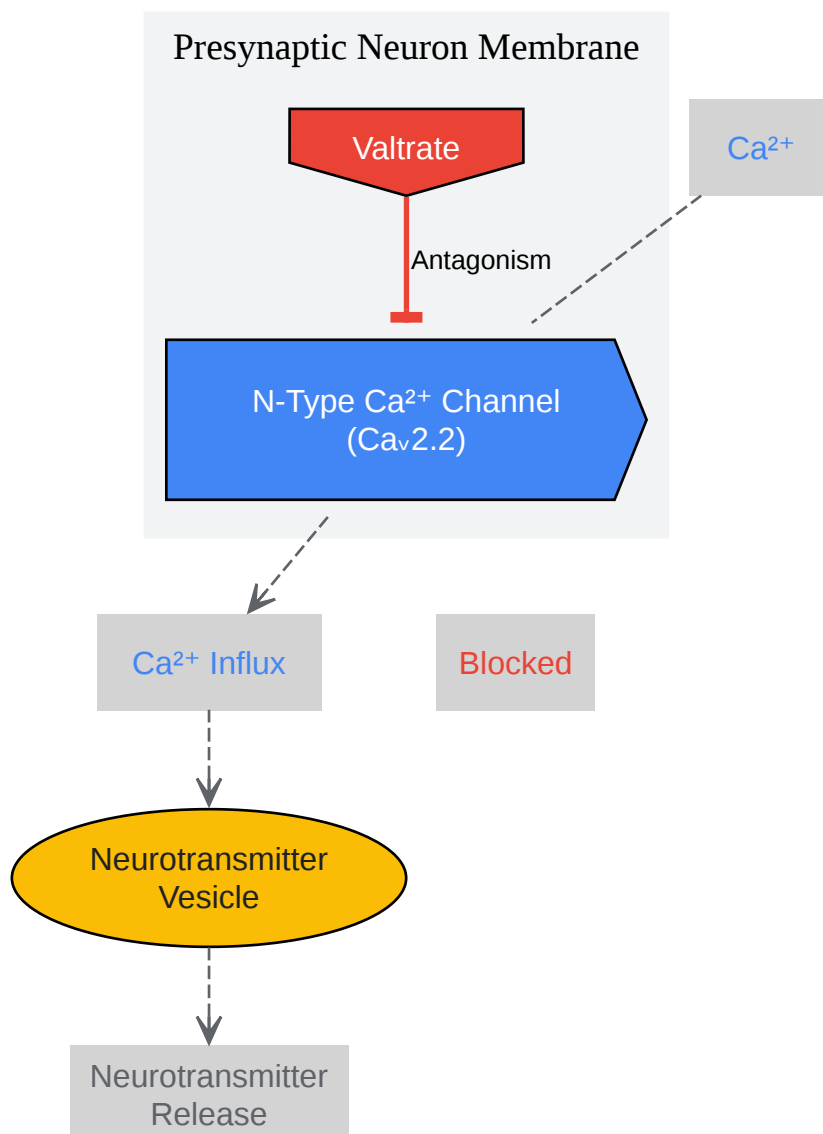 Presynaptic Neuron Membrane
Valtrate
Ca²⁺
Antagonism
N-Type Ca²⁺ Channel
(Caᵥ2.2)
Ca²⁺ Influx
Blocked
Neurotransmitter
Vesicle
Neurotransmitter
Release